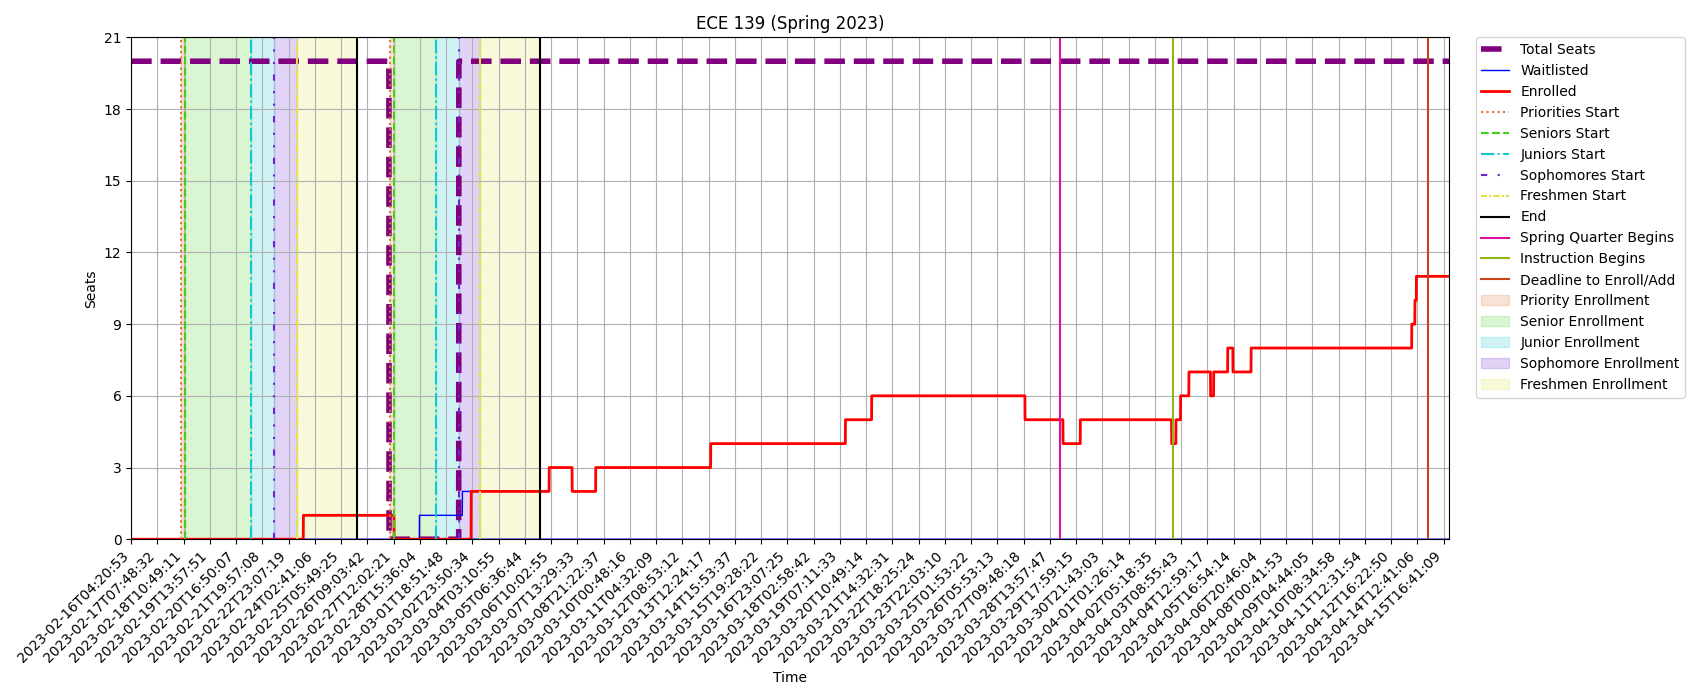 ECE 139 (Spring 2023)
21
18
15
12
9
6
3
0
Seats
2023-02-16T04:20:53
2023-02-17T07:48:32
2023-02-18T10:49:11
2023-02-19T13:57:51
2023-02-20T16:50:07
2023-02-21T19:57:08
2023-02-22T23:07:19
2023-02-24T02:41:06
2023-02-25T05:49:25
2023-02-26T09:03:42
2023-02-27T12:02:21
2023-02-28T15:36:04
2023-03-01T18:51:48
2023-03-02T23:50:34
2023-03-04T03:10:55
2023-03-05T06:36:44
2023-03-06T10:02:55
2023-03-07T13:29:33
2023-03-08T21:22:37
2023-03-10T00:48:16
2023-03-11T04:32:09
2023-03-12T08:53:12
2023-03-13T12:24:17
2023-03-14T15:53:37
2023-03-15T19:28:22
2023-03-16T23:07:25
2023-03-18T02:58:42
2023-03-19T07:11:33
2023-03-20T10:49:14
2023-03-21T14:32:31
2023-03-22T18:25:24
2023-03-23T22:03:10
2023-03-25T01:53:22
2023-03-26T05:53:13
2023-03-27T09:48:18
2023-03-28T13:57:47
2023-03-29T17:59:15
2023-03-30T21:43:03
2023-04-01T01:26:14
2023-04-02T05:18:35
2023-04-03T08:55:43
2023-04-04T12:59:17
2023-04-05T16:54:14
2023-04-06T20:46:04
2023-04-08T00:41:53
2023-04-09T04:44:05
2023-04-10T08:34:58
2023-04-11T12:31:54
2023-04-12T16:22:50
2023-04-14T12:41:06
2023-04-15T16:41:09
Time
Total Seats
Waitlisted
Enrolled
Priorities Start
Seniors Start
Juniors Start
Sophomores Start
Freshmen Start
End
Spring Quarter Begins
Instruction Begins
Deadline to Enroll/Add
Priority Enrollment
Senior Enrollment
Junior Enrollment
Sophomore Enrollment
Freshmen Enrollment